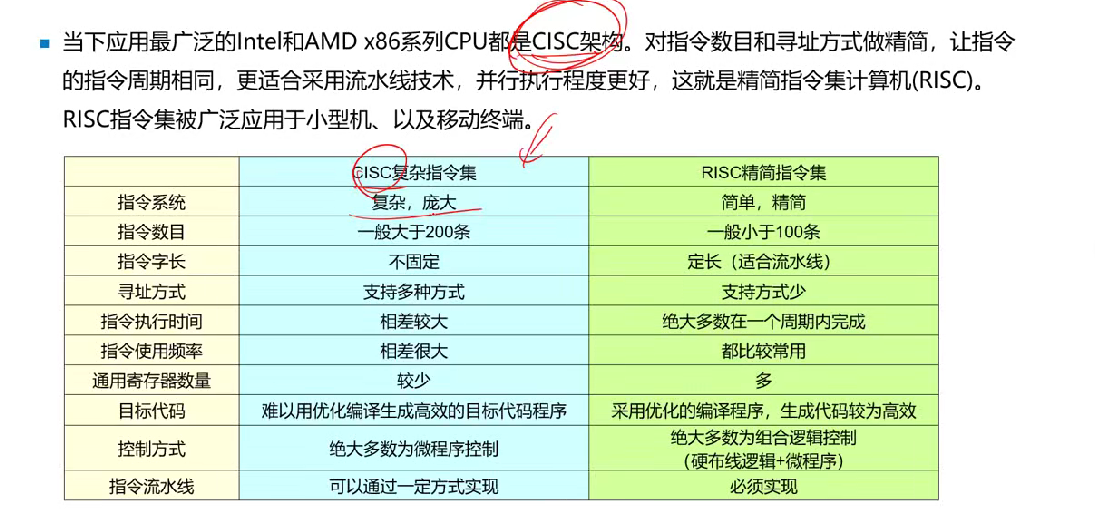 当下应用最广泛的Intel和AMD x86系列CPU都是CISC架构。对指令数目和寻址方式做精简，让指令
的指令周期相同，更适合采用流水线技术，并行执行程度更好，这就是精简指令集计算机(RISC)。
RISC指令集被广泛应用于小型机、以及移动终端。
CISC复杂指令集 RISC精简指令集
指令系统 复杂，庞大 简单，精简
指令数目 一般大于200条 一般小于100条
指令字长 不固定 定长（适合流水线）
寻址方式 支持多种方式 支持方式少
指令执行时间 相差较大 绝大多数在一个周期内完成
指令使用频率 相差很大 都比较常用
通用寄存器数量 较少 多
目标代码 难以用优化编译生成高效的目标代码程序 采用优化的编译程序，生成代码较为高效
控制方式 绝大多数为微程序控制 绝大多数为组合逻辑控制
（硬布线逻辑+微程序）
指令流水线 可以通过一定方式实现 必须实现